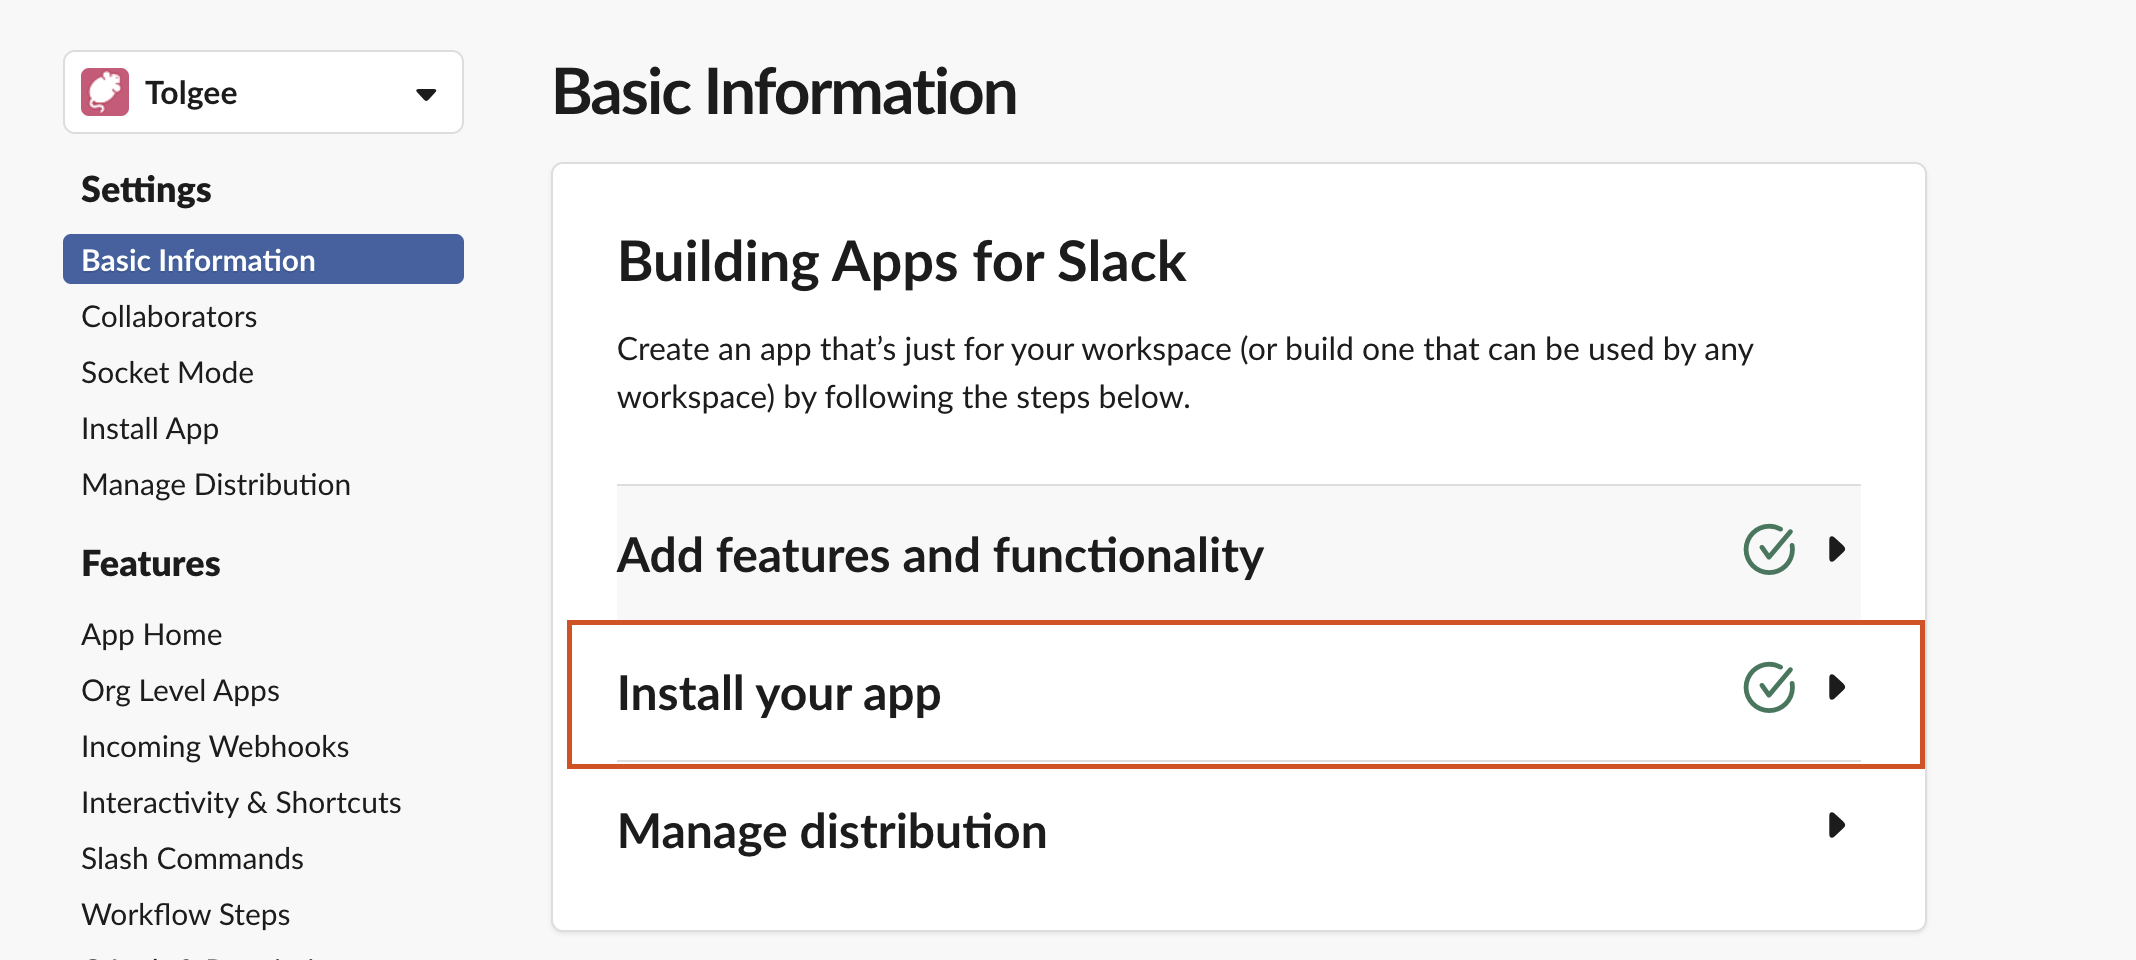 Tolgee
Settings
Basic Information
Collaborators
Socket Mode
Install App
Manage Distribution
Features
App Home
Org Level Apps
Incoming Webhooks
Interactivity & Shortcuts
Slash Commands
Workflow Steps
Basic Information
Building Apps for Slack
Create an app that’s just for your workspace (or build one that can be used by any
workspace) by following the steps below.
Add features and functionality
Install your app
Manage distribution